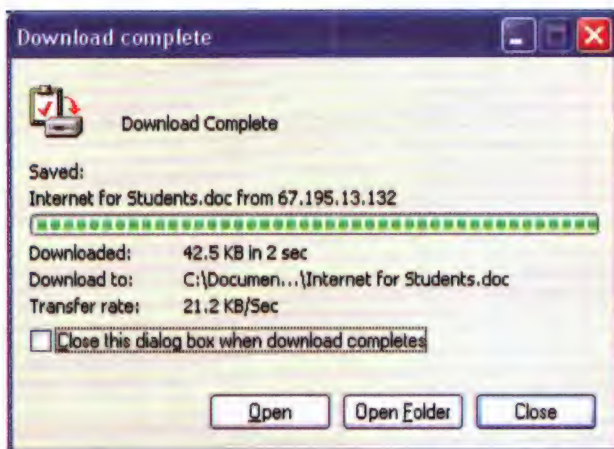 Download complete
Download Complete
Saved:
Internet for Students.doc from 67.195.13.132
Downloaded: 42.5 KB in 2 sec
Download to: C:\Documen...\Internet for Students.doc
Transfer rate: 21.2 KB/Sec
Close this dialog box when download completes
Open Open Folder Close